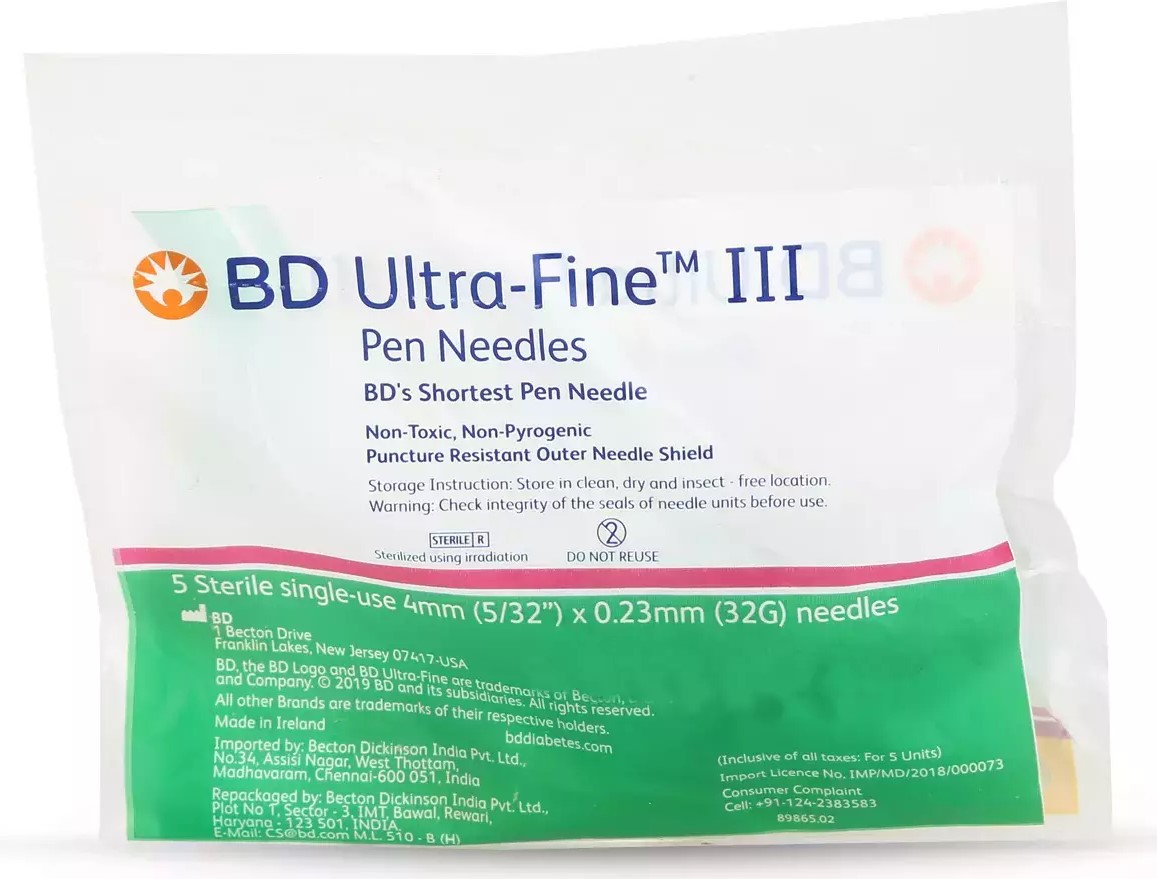 BD Ultra-Fine™ III
Pen Needles
BD's Shortest Pen Needle
Non-Toxic, Non-Pyrogenic
Puncture Resistant Outer Needle Shield
Storage Instruction: Store in clean, dry and insect - free location.
Warning: Check integrity of the seals of needle units before use.
STERILE R
Sterilized using irradiation
2
DO NOT REUSE
5 Sterile single-use 4mm (5/32”) x 0.23mm (32G) needles
BD
1 Becton Drive
Franklin Lakes, New Jersey 07417-USA
BD, the BD Logo and BD Ultra-Fine are trademarks of
and Company. © 2019 BD and its subsidiaries. All rights reserved.
All other Brands are trademarks of their respective holders.
Made in Ireland
bddiabetes.com
Imported by: Becton Dickinson India Pvt. Ltd.,
No.34, Assisi Nagar, West Thottam,
Madhavaram, Chennai-600 051, India
Repackaged by: Becton Dickinson India Pvt. Ltd.,
Plot No 1, Sector - 3, IMT, Bawal, Rewari,
Haryana - 123 501, INDIA.
E-Mail: CS@bd.com M.L. 510 - B (H)
(Inclusive of all taxes: For 5 Units)
Import Licence No. IMP/MD/2018/000073
Consumer Complaint
Cell: +91-124-2383583
89865.02